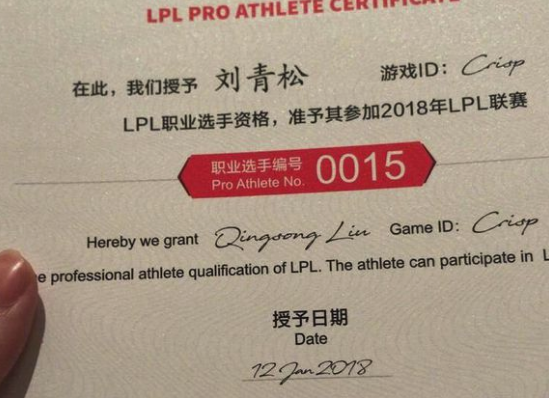 LPL PRO ATHLETE CERTIFICATE
在此，我们授予 刘青松 游戏ID: Crisp
LPL职业选手资格，准予其参加2018年LPL联赛
职业选手编号 0015
Pro Athlete No.
Hereby we grant Qingsong Liu Game ID: Crisp
e professional athlete qualification of LPL. The athlete can participate in L
授予日期
Date
12 Jan 2018